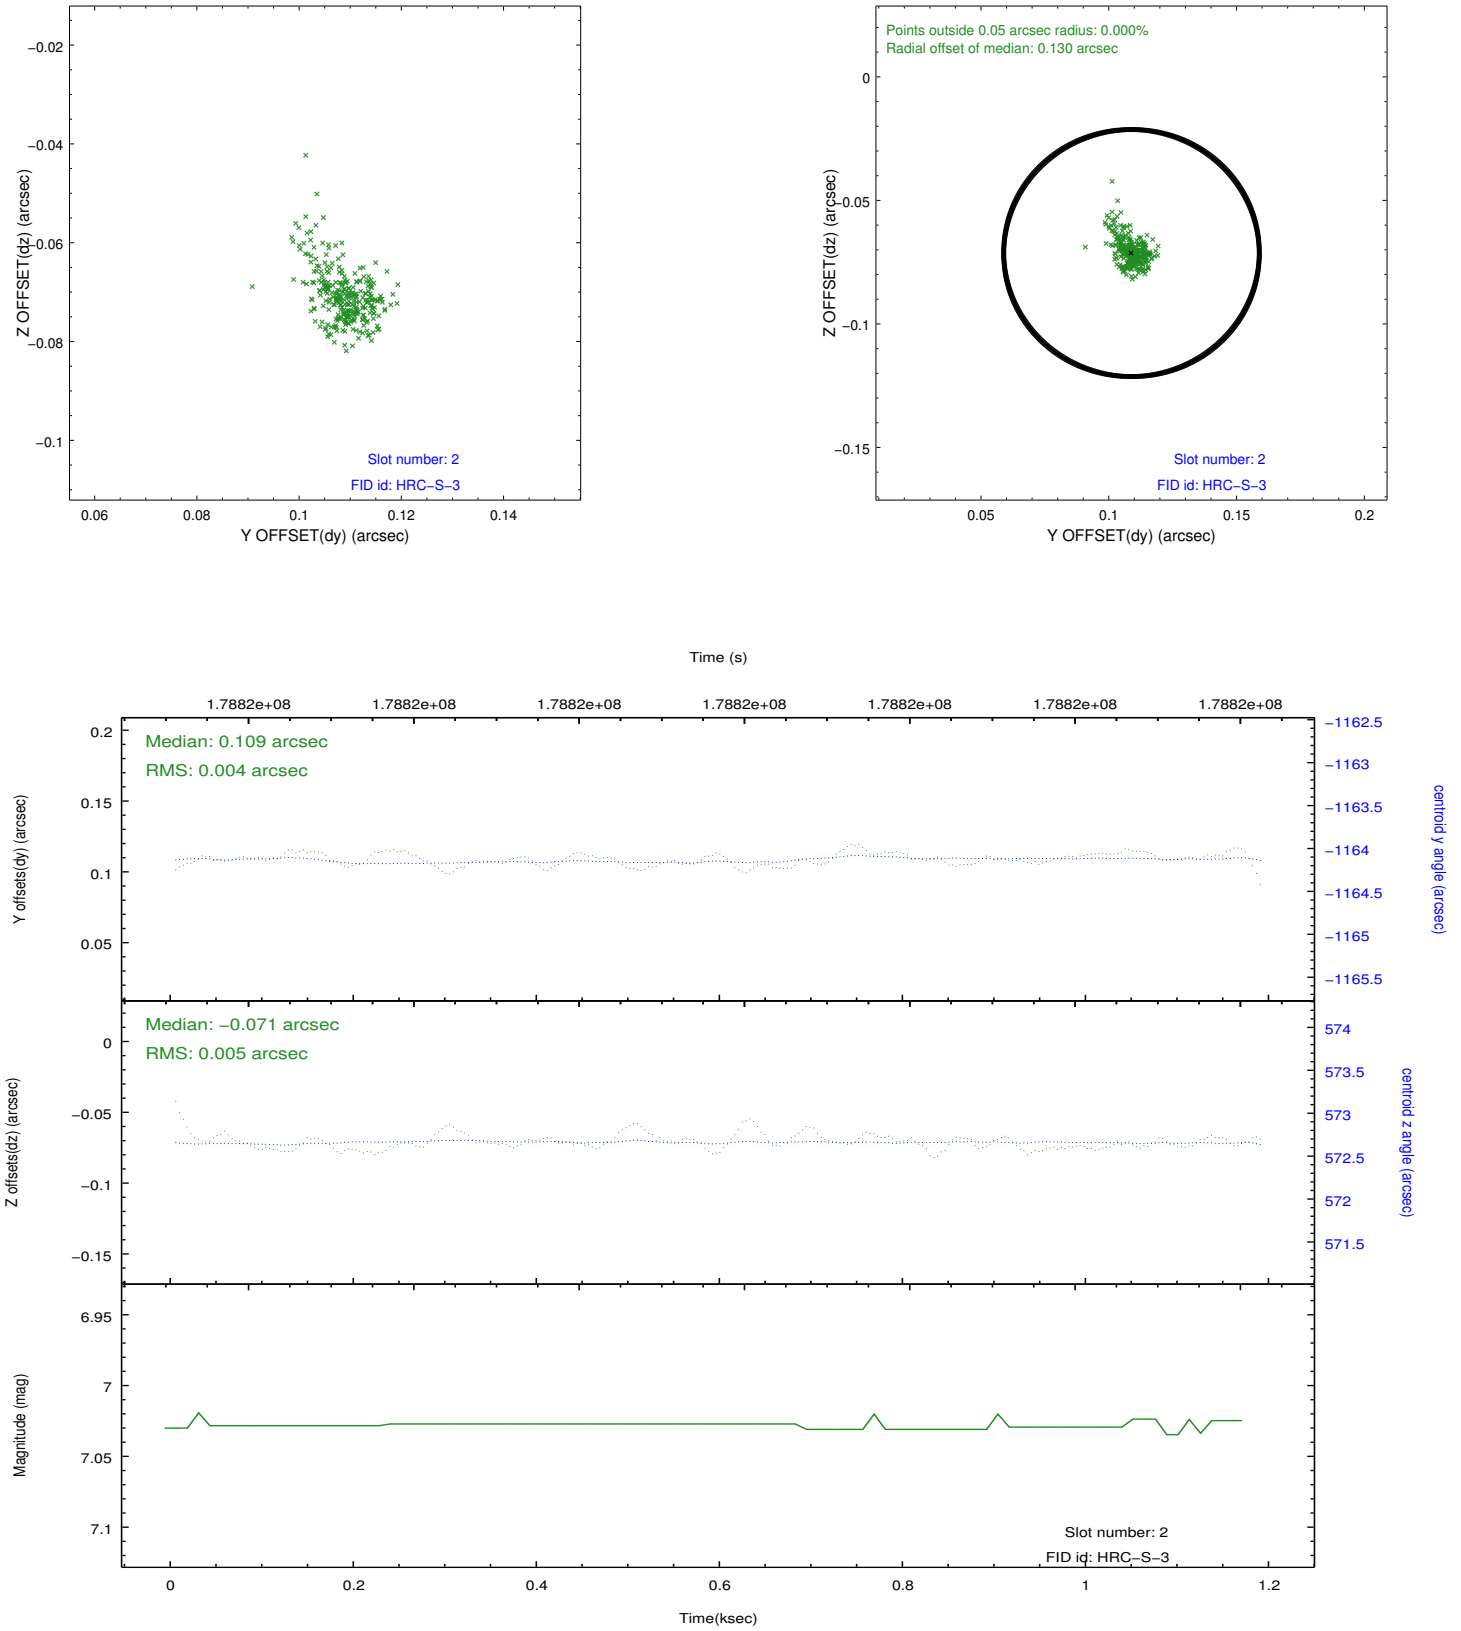 −0.02
−0.04
−0.06
−0.08
−0.1
Z OFFSET(dz) (arcsec)
Slot number: 2
FID id: HRC−S−3
0.06 0.08 0.1 0.12 0.14
Y OFFSET(dy) (arcsec)
Points outside 0.05 arcsec radius: 0.000%
Radial offset of median: 0.130 arcsec
0
−0.05
−0.1
−0.15
Z OFFSET(dz) (arcsec)
Slot number: 2
FID id: HRC−S−3
0.05 0.1 0.15 0.2
Y OFFSET(dy) (arcsec)
Time (s)
1.7882e+08 1.7882e+08 1.7882e+08 1.7882e+08 1.7882e+08 1.7882e+08 1.7882e+08
Median: 0.109 arcsec
RMS: 0.004 arcsec
0.2
0.15
0.1
0.05
Y offsets(dy) (arcsec)
−1162.5
−1163
−1163.5
−1164
−1164.5
−1165
−1165.5
centroid y angle (arcsec)
Median: −0.071 arcsec
RMS: 0.005 arcsec
0
−0.05
−0.1
−0.15
Z offsets(dz) (arcsec)
574
573.5
573
572.5
572
571.5
centroid z angle (arcsec)
6.95
7
7.05
7.1
Magnitude (mag)
Slot number: 2
FID id: HRC−S−3
0 0.2 0.4 0.6 0.8 1 1.2
Time(ksec)